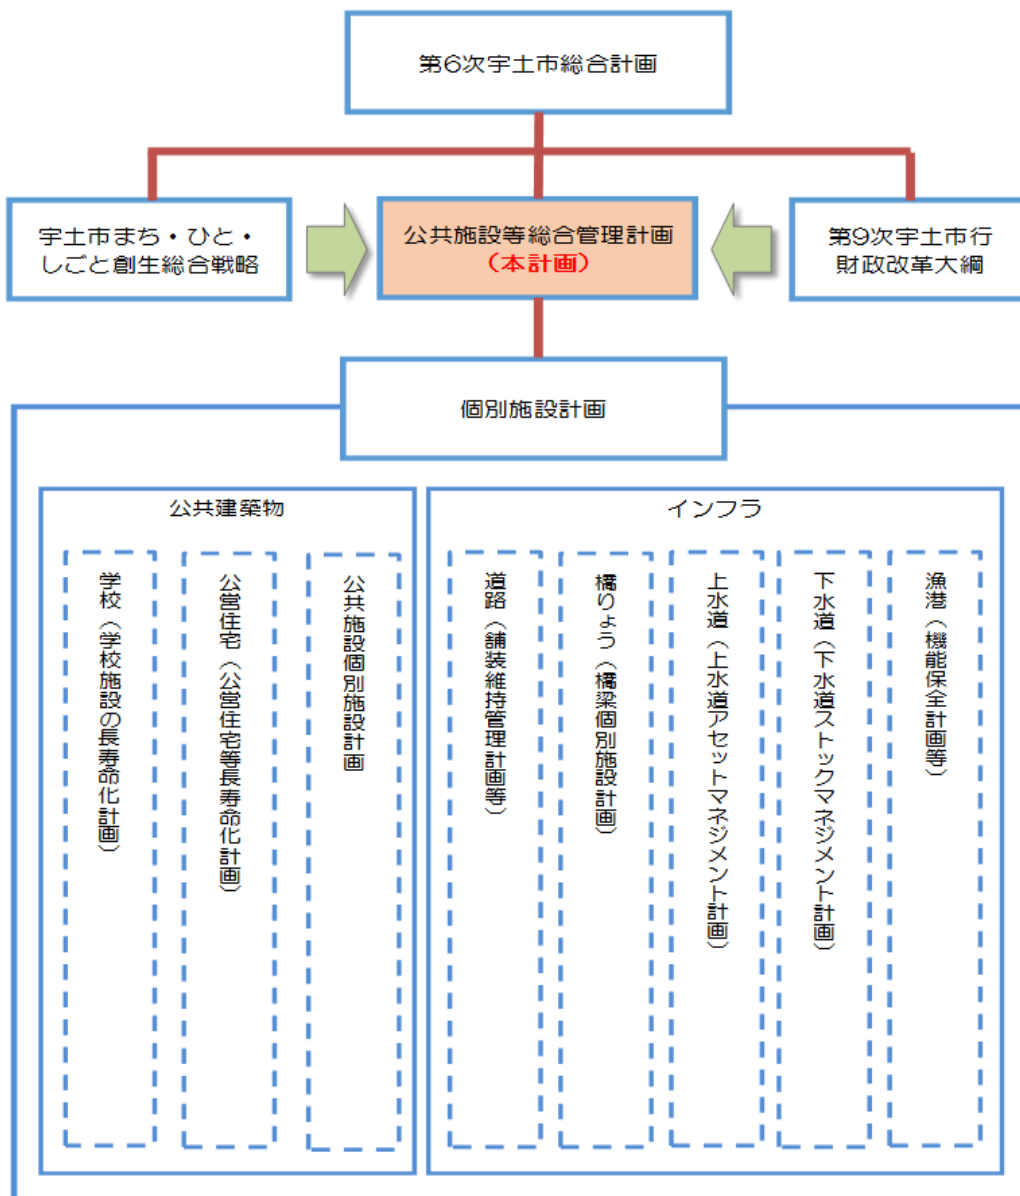 第6次宇土市総合計画
宇土市まち・ひと・
しごと創生総合戦略
公共施設等総合管理計画
（本計画）
第9次宇土市行
財政改革大綱
個別施設計画
公共建築物
学校（学校施設の長寿命化計画）
公営住宅（公営住宅等長寿命化計画）
公共施設個別施設計画
インフラ
道路（舗装維持管理計画等）
橋りょう（橋梁個別施設計画）
上水道（上水道アセットマネジメント計画）
下水道（下水道ストックマネジメント計画）
漁港（機能保全計画等）